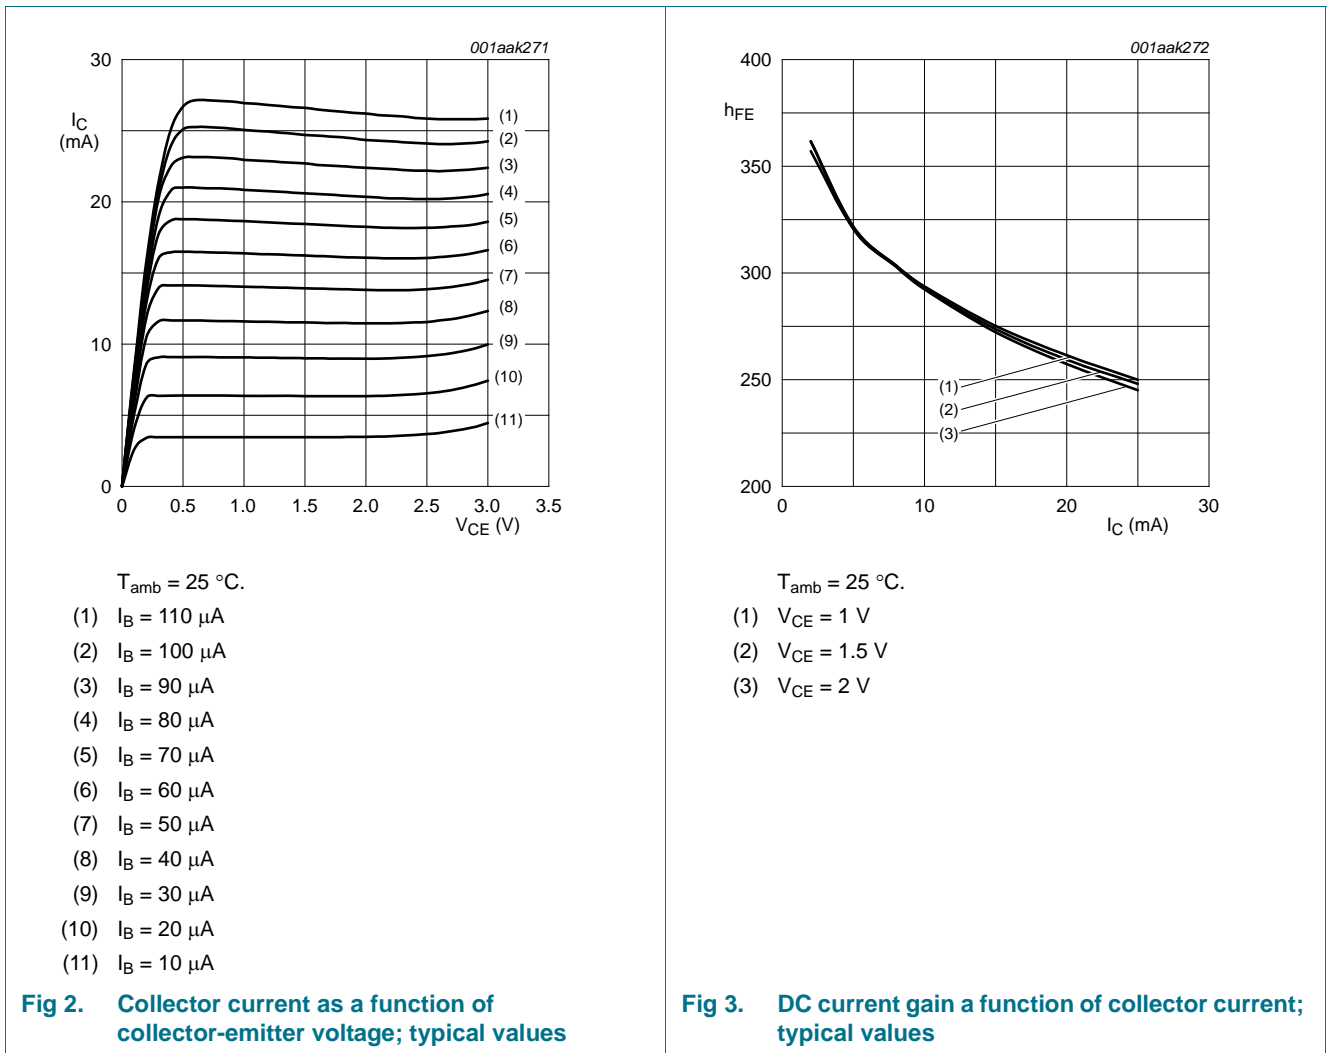 001aak271
30
I_C
(mA)
20
10
0
0 0.5 1.0 1.5 2.0 2.5 3.0 3.5
V_CE (V)
(1)
(2)
(3)
(4)
(5)
(6)
(7)
(8)
(9)
(10)
(11)
T_amb = 25 °C.
(1) I_B = 110 μA
(2) I_B = 100 μA
(3) I_B = 90 μA
(4) I_B = 80 μA
(5) I_B = 70 μA
(6) I_B = 60 μA
(7) I_B = 50 μA
(8) I_B = 40 μA
(9) I_B = 30 μA
(10) I_B = 20 μA
(11) I_B = 10 μA
Fig 2. Collector current as a function of
collector-emitter voltage; typical values
001aak272
400
h_FE
350
300
250
200
0 10 20 30
I_C (mA)
(1)
(2)
(3)
T_amb = 25 °C.
(1) V_CE = 1 V
(2) V_CE = 1.5 V
(3) V_CE = 2 V
Fig 3. DC current gain a function of collector current;
typical values